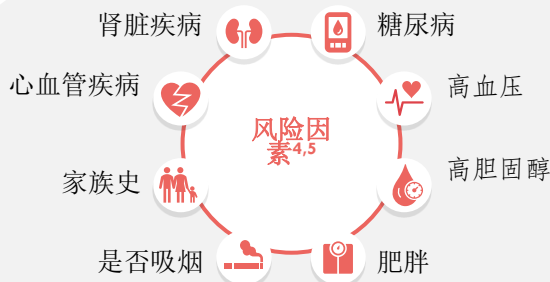 肾脏疾病
糖尿病
心血管疾病
高血压
风险因
素4,5
高胆固醇
家族史
是否吸烟
肥胖